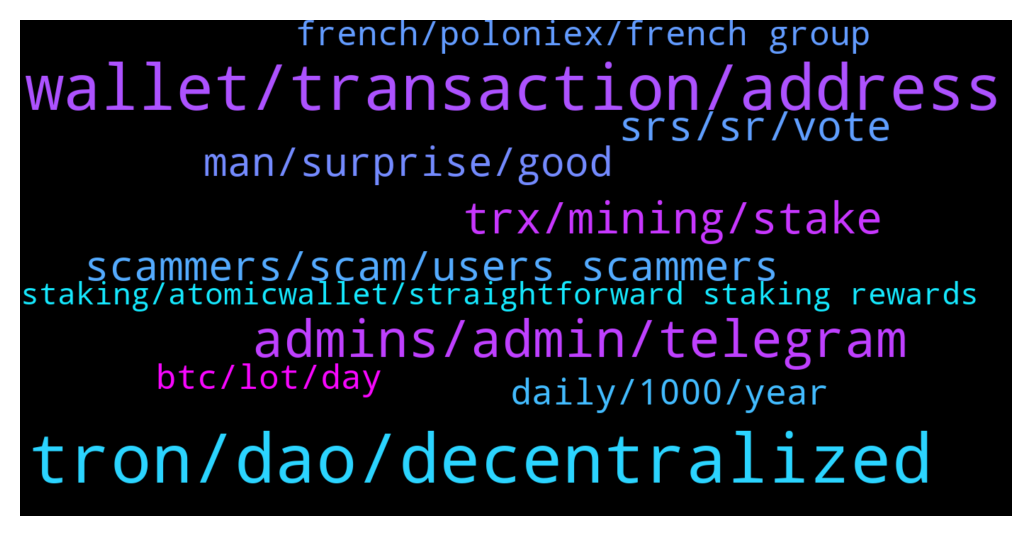 french/poloniex/french group
wallet/transaction/address
srs/sr/vote
man/surprise/good
trx/mining/stake
scammers/scam/users scammers
staking/atomicwallet/straightforward staking rewards
admins/admin/telegram
btc/lot/day
daily/1000/year
tron/dao/decentralized